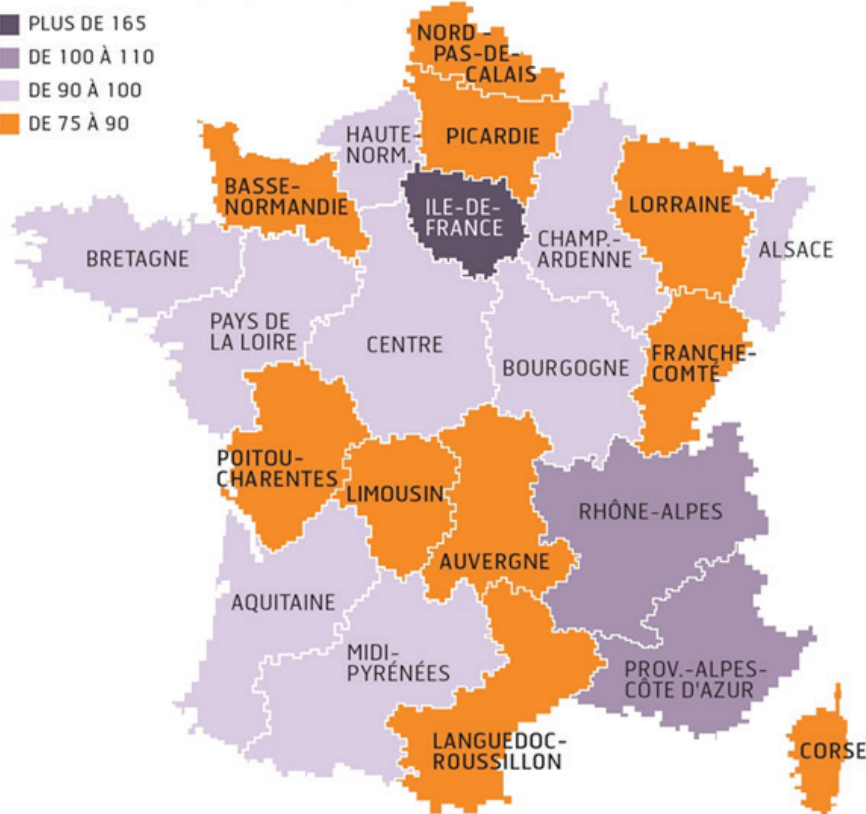 PLUS DE 165
DE 100 À 110
DE 90 À 100
DE 75 À 90
NORD -
PAS-DE-
CALAIS
PICARDIE
HAUTE-
NORM.
BASSE-
NORMANDIE
ILE-DE-
FRANCE
CHAMP.-
ARDENNE
LORRAINE
ALSACE
BRETAGNE
PAYS DE
LA LOIRE
CENTRE
BOURGOGNE
FRANCHE-
COMTÉ
POITOU-
CHARENTES
LIMOUSIN
AUVERGNE
RHÔNE-ALPES
AQUITAINE
MIDI-
PYRÉNÉES
PROV.-ALPES-
CÔTE D'AZUR
LANGUEDOC-
ROUSSILLON
CORSE